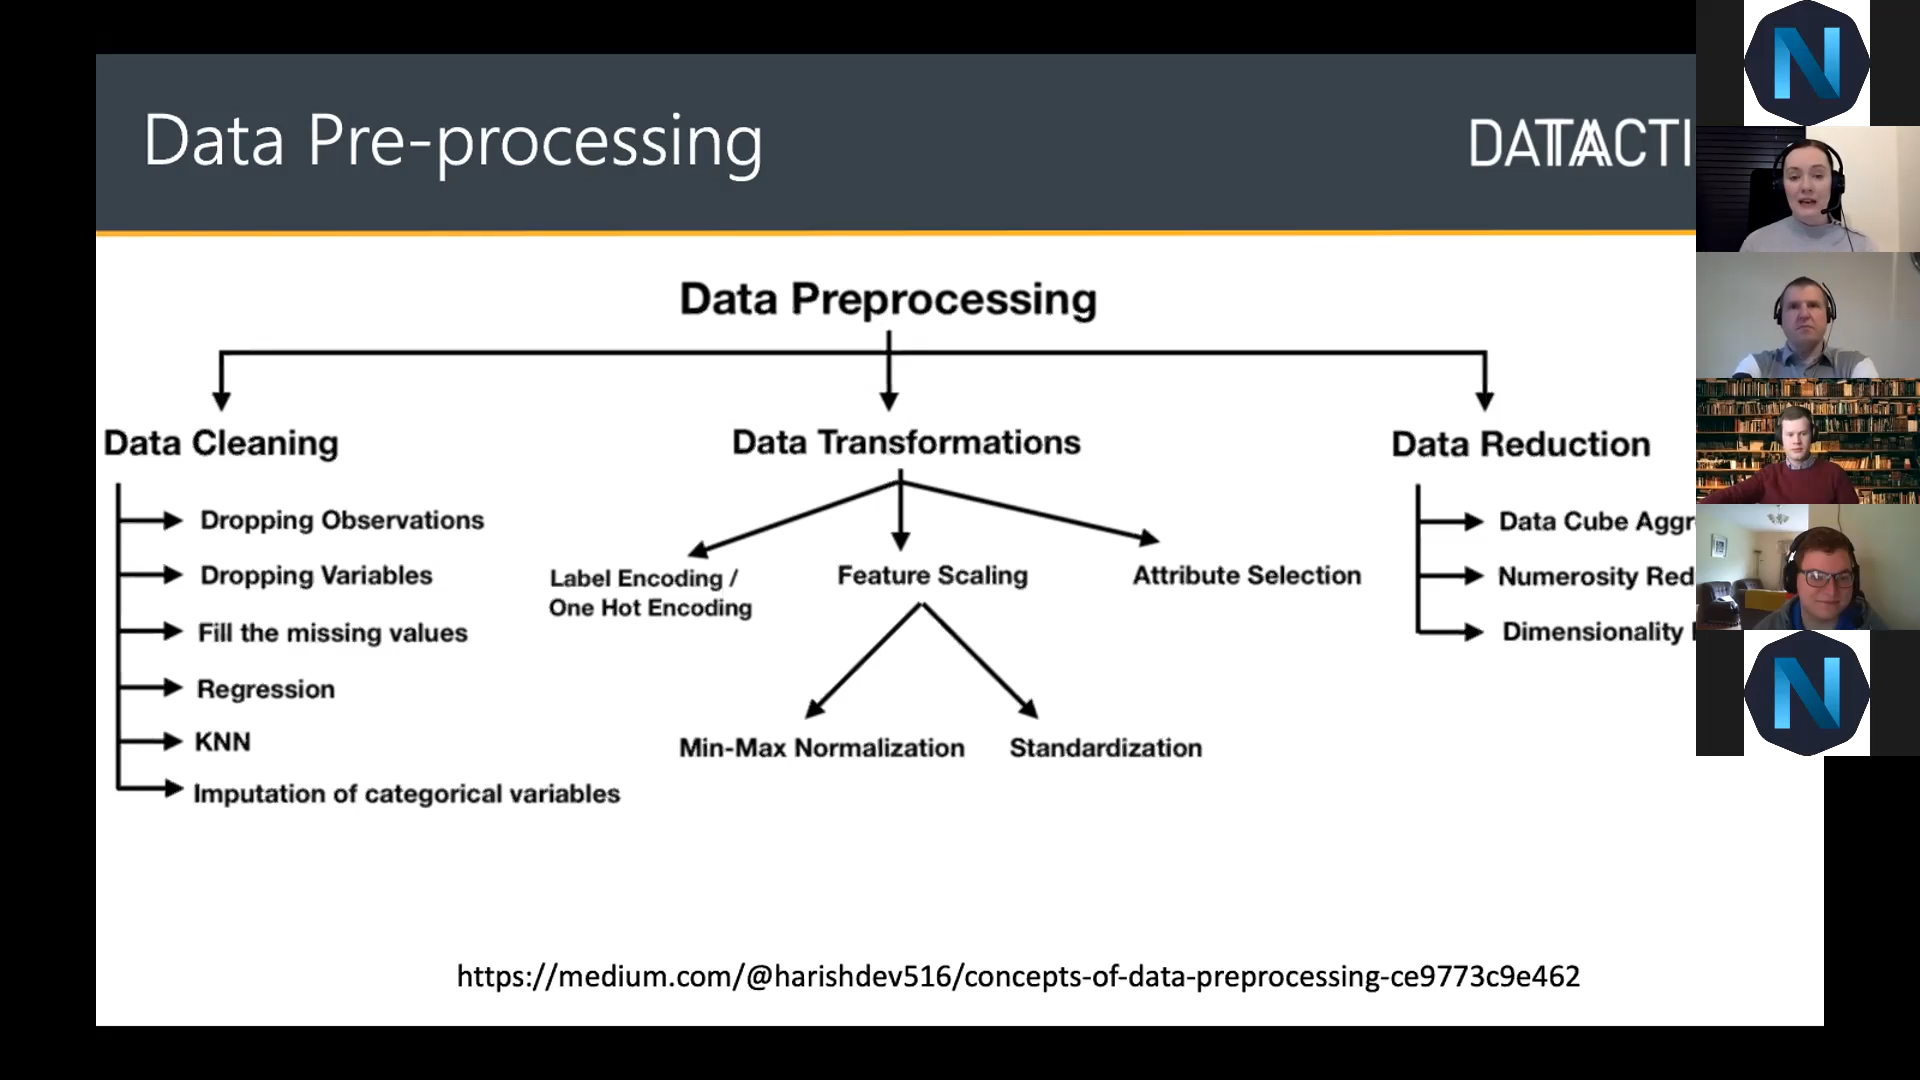 Data Pre-processing
DATACTI
Data Preprocessing
Data Cleaning
Dropping Observations
Dropping Variables
Fill the missing values
Regression
KNN
Imputation of categorical variables
Data Transformations
Label Encoding /
One Hot Encoding
Feature Scaling
Attribute Selection
Min-Max Normalization
Standardization
Data Reduction
Data Cube Aggr
Numerosity Red
Dimensionality
https://medium.com/@harishdev516/concepts-of-data-preprocessing-ce9773c9e462
N
N